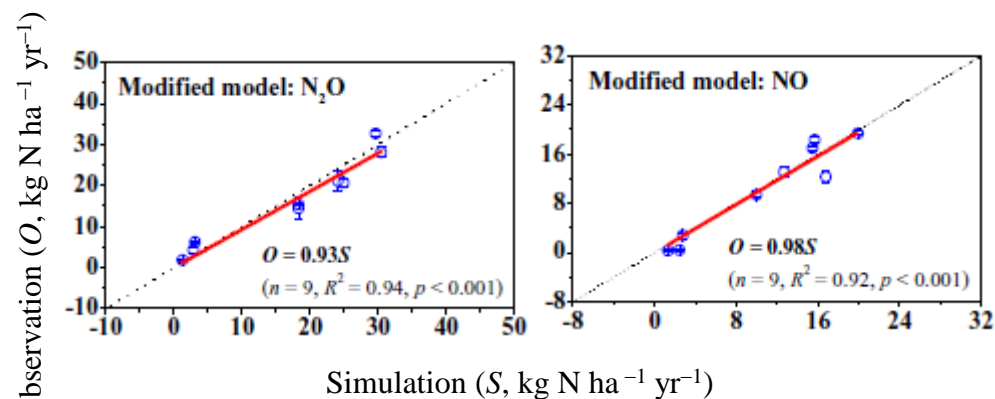 bservation (O, kg N ha⁻¹ yr⁻¹)
Modified model: N₂O
50
40
30
20
10
0
-10
O = 0.93S
(n = 9, R² = 0.94, p < 0.001)
-10 0 10 20 30 40 50
Modified model: NO
32
24
16
8
0
-8
O = 0.98S
(n = 9, R² = 0.92, p < 0.001)
-8 0 8 16 24 32
Simulation (S, kg N ha⁻¹ yr⁻¹)